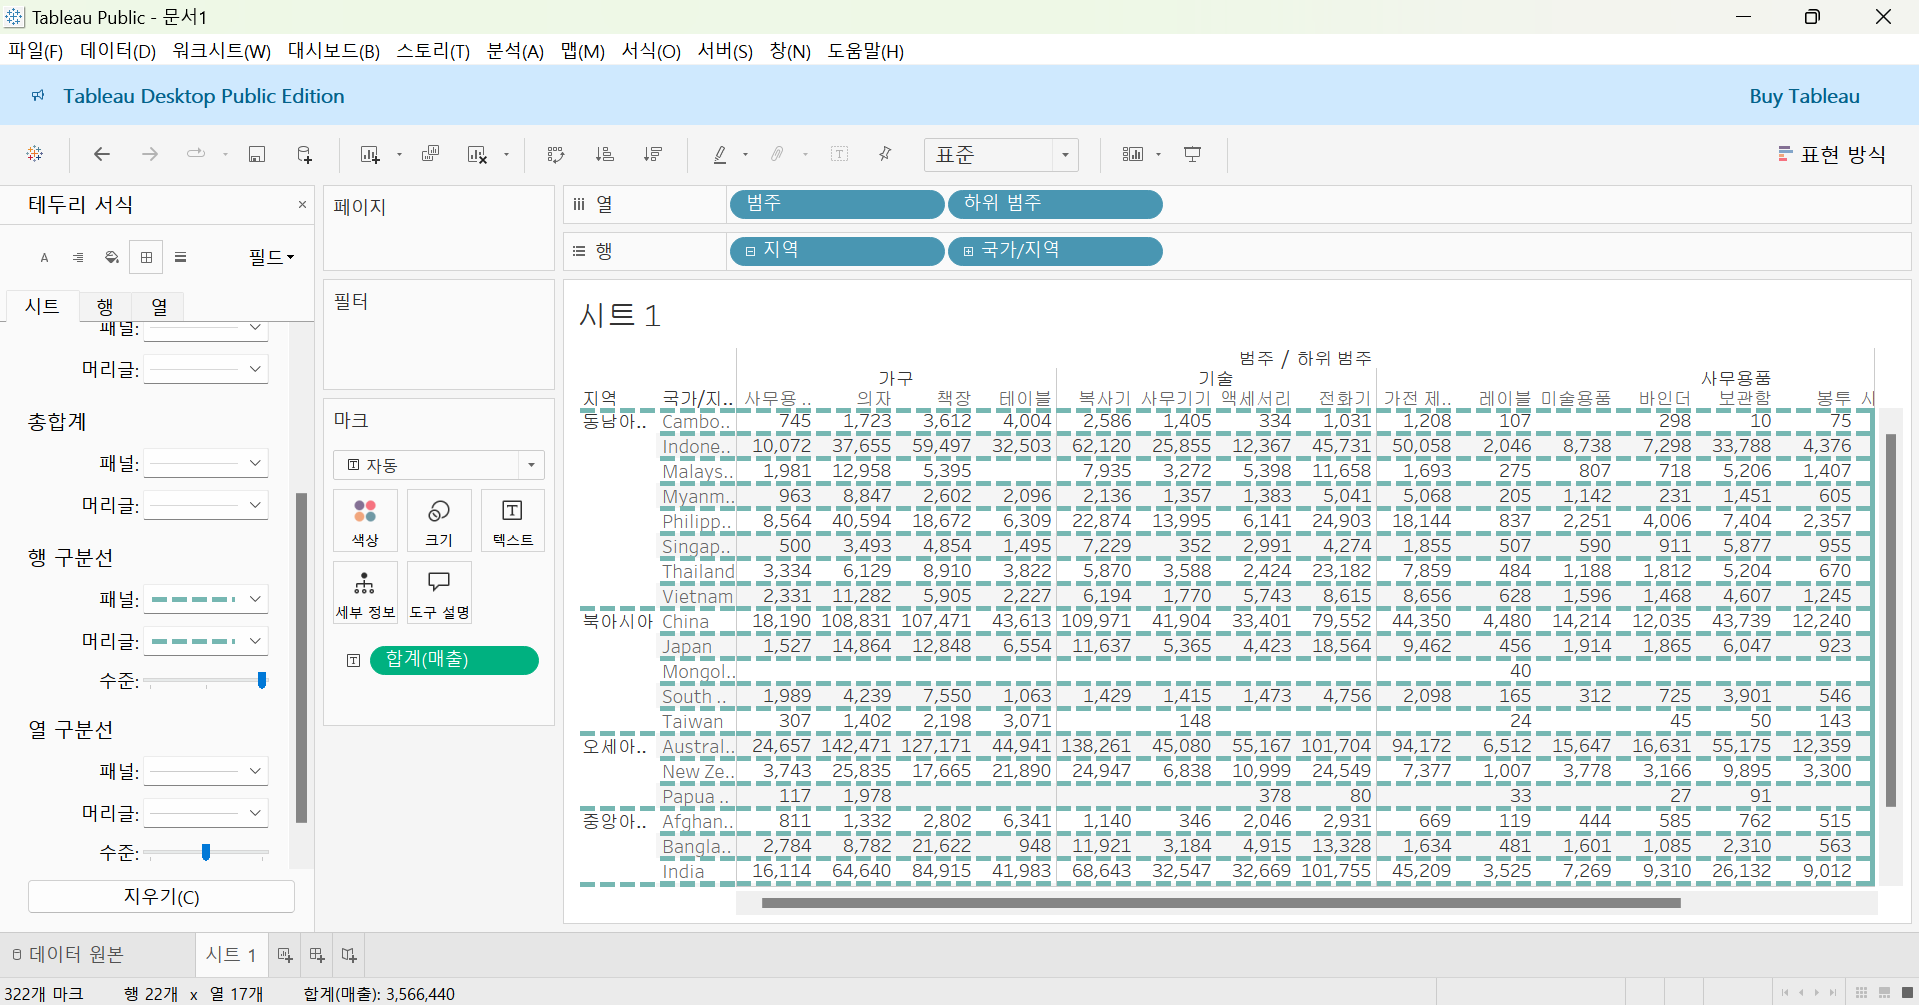 Tableau Public - 문서1
파일(F) 데이터(D) 워크시트(W) 대시보드(B) 스토리(T) 분석(A) 맵(M) 서식(O) 서버(S) 창(N) 도움말(H)
Tableau Desktop Public Edition Buy Tableau
표준 표현 방식
테두리 서식
필드
시트 행 열
패널:
머리글:
총합계
패널:
머리글:
행 구분선
패널:
머리글:
수준:
열 구분선
패널:
머리글:
수준:
지우기(C)
페이지
필터
마크
자동
색상 크기 텍스트
세부 정보 도구 설명
합계(매출)
열 범주 하위 범주
행 지역 국가/지역
시트 1
범주 / 하위 범주
가구 기술 사무용품
지역 국가/지.. 사무용 .. 의자 책장 테이블 복사기 사무기기 액세서리 전화기 가전 제.. 레이블 미술용품 바인더 보관함 봉투 시
동남아.. Cambo.. 745 1,723 3,612 4,004 2,586 1,405 334 1,031 1,208 107 298 10 75
Indone.. 10,072 37,655 59,497 32,503 62,120 25,855 12,367 45,731 50,058 2,046 8,738 7,298 33,788 4,376
Malays.. 1,981 12,958 5,395 7,935 3,272 5,398 11,658 1,693 275 807 718 5,206 1,407
Myanm.. 963 8,847 2,602 2,096 2,136 1,357 1,383 5,041 5,068 205 1,142 231 1,451 605
Philipp.. 8,564 40,594 18,672 6,309 22,874 13,995 6,141 24,903 18,144 837 2,251 4,006 7,404 2,357
Singap.. 500 3,493 4,854 1,495 7,229 352 2,991 4,274 1,855 507 590 911 5,877 955
Thailand 3,334 6,129 8,910 3,822 5,870 3,588 2,424 23,182 7,859 484 1,188 1,812 5,204 670
Vietnam 2,331 11,282 5,905 2,227 6,194 1,770 5,743 8,615 8,656 628 1,596 1,468 4,607 1,245
북아시아 China 18,190 108,831 107,471 43,613 109,971 41,904 33,401 79,552 44,350 4,480 14,214 12,035 43,739 12,240
Japan 1,527 14,864 12,848 6,554 11,637 5,365 4,423 18,564 9,462 456 1,914 1,865 6,047 923
Mongol.. 40
South .. 1,989 4,239 7,550 1,063 1,429 1,415 1,473 4,756 2,098 165 312 725 3,901 546
Taiwan 307 1,402 2,198 3,071 148 24 45 50 143
오세아.. Austral.. 24,657 142,471 127,171 44,941 138,261 45,080 55,167 101,704 94,172 6,512 15,647 16,631 55,175 12,359
New Ze.. 3,743 25,835 17,665 21,890 24,947 6,838 10,999 24,549 7,377 1,007 3,778 3,166 9,895 3,300
Papua .. 117 1,978 378 80 33 27 91
중앙아.. Afghan.. 811 1,332 2,802 6,341 1,140 346 2,046 2,931 669 119 444 585 762 515
Bangla.. 2,784 8,782 21,622 948 11,921 3,184 4,915 13,328 1,634 481 1,601 1,085 2,310 563
India 16,114 64,640 84,915 41,983 68,643 32,547 32,669 101,755 45,209 3,525 7,269 9,310 26,132 9,012
데이터 원본 시트 1
322개 마크 행 22개 x 열 17개 합계(매출): 3,566,440